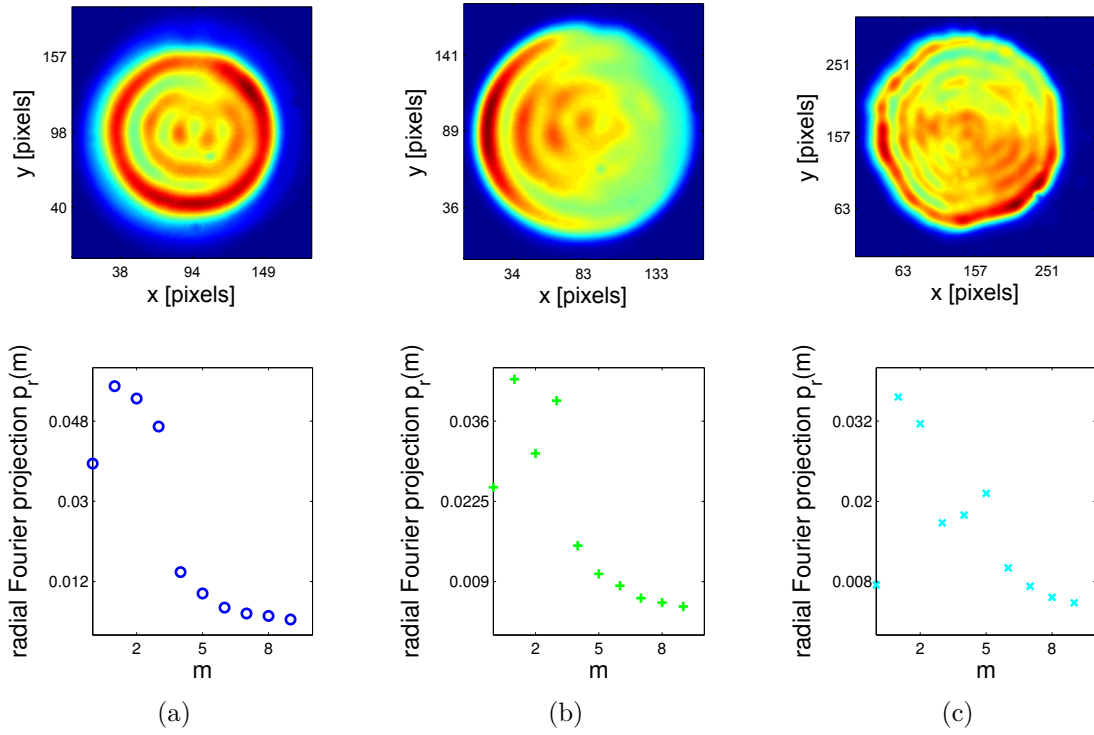 157
98
40
y [pixels]
38 94 149
x [pixels]
141
89
36
y [pixels]
34 83 133
x [pixels]
251
157
63
y [pixels]
63 157 251
x [pixels]
0.048
0.03
0.012
radial Fourier projection p_r(m)
2 5 8
m
0.036
0.0225
0.009
radial Fourier projection p_r(m)
2 5 8
m
0.032
0.02
0.008
radial Fourier projection p_r(m)
2 5 8
m
(a) (b) (c)